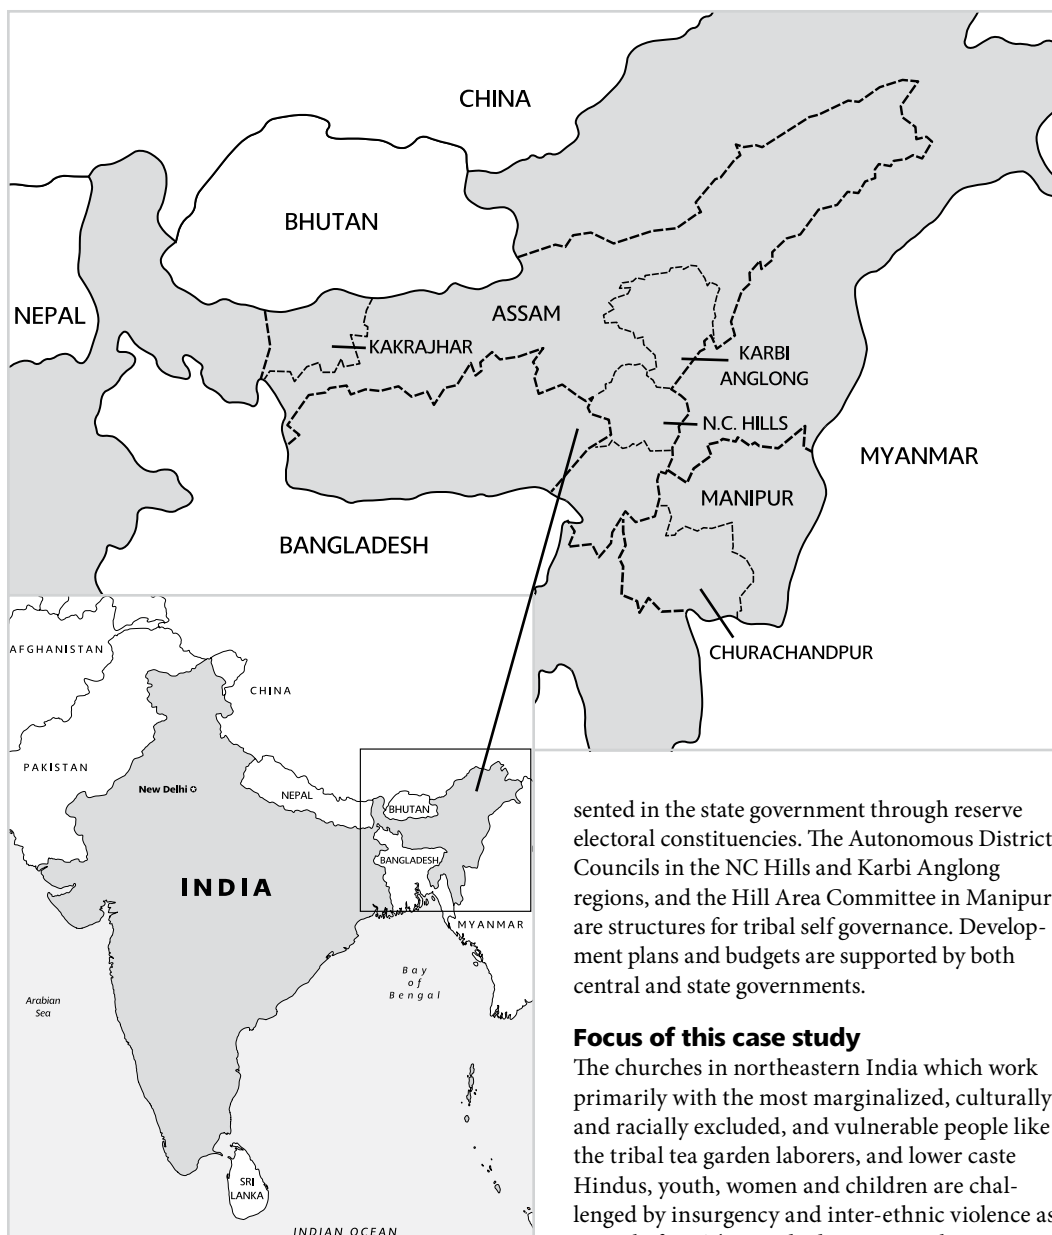 CHINA
BHUTAN
NEPAL
ASSAM
KAKRAJHAR
KARBI
ANGLONG
N.C. HILLS
MYANMAR
MANIPUR
BANGLADESH
CHURACHANDPUR
AFGHANISTAN
CHINA
PAKISTAN
New Delhi
NEPAL
BHUTAN
BANGLADESH
INDIA
MYANMAR
Bay
of
Bengal
Arabian
Sea
SRI
LANKA
INDIAN OCEAN
sented in the state government through reserve
electoral constituencies. The Autonomous District
Councils in the NC Hills and Karbi Anglong
regions, and the Hill Area Committee in Manipur
are structures for tribal self governance. Develop-
ment plans and budgets are supported by both
central and state governments.
Focus of this case study
The churches in northeastern India which work
primarily with the most marginalized, culturally
and racially excluded, and vulnerable people like
the tribal tea garden laborers, and lower caste
Hindus, youth, women and children are chal-
lenged by insurgency and inter-ethnic violence as